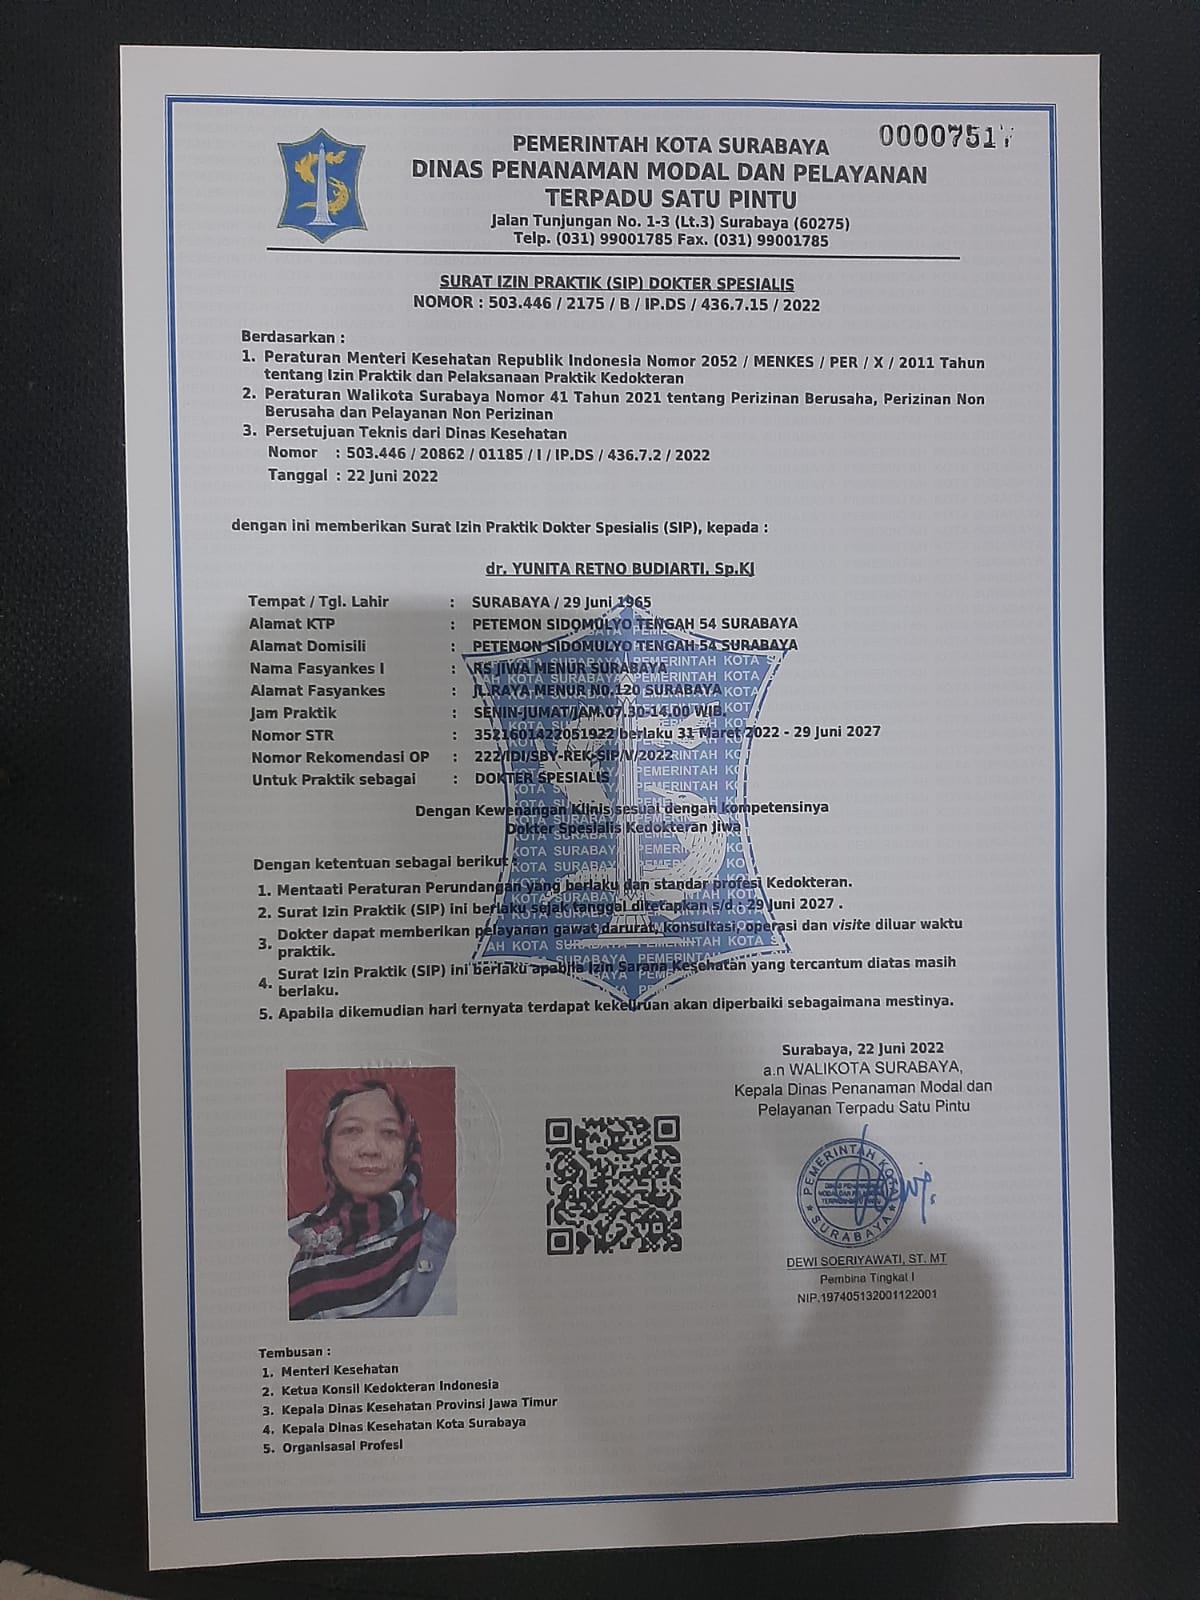 PEMERINTAH KOTA SURABAYA
0000751
DINAS PENANAMAN MODAL DAN PELAYANAN
TERPADU SATU PINTU
Jalan Tunjungan No. 1-3 (Lt.3) Surabaya (60275)
Telp. (031) 99001785 Fax. (031) 99001785
SURAT IZIN PRAKTIK (SIP) DOKTER SPESIALIS
NOMOR : 503.446 / 2175 / B / IP.DS / 436.7.15 / 2022
Berdasarkan :
1. Peraturan Menteri Kesehatan Republik Indonesia Nomor 2052 / MENKES / PER / X / 2011 Tahun
tentang Izin Praktik dan Pelaksanaan Praktik Kedokteran
2. Peraturan Walikota Surabaya Nomor 41 Tahun 2021 tentang Perizinan Berusaha, Perizinan Non
Berusaha dan Pelayanan Non Perizinan
3. Persetujuan Teknis dari Dinas Kesehatan
Nomor : 503.446 / 20862 / 01185 / I / IP.DS / 436.7.2 / 2022
Tanggal : 22 Juni 2022
dengan ini memberikan Surat Izin Praktik Dokter Spesialis (SIP), kepada :
dr. YUNITA RETNO BUDIARTI, Sp.KJ
Tempat / Tgl. Lahir : SURABAYA / 29 Juni 1965
Alamat KTP : PETEMON SIDOMULYO TENGAH 54 SURABAYA
Alamat Domisili : PETEMON SIDOMULYO TENGAH 54 SURABAYA
Nama Fasyankes I : RS JIWA MENUR SURABAYA
Alamat Fasyankes : JL.RAYA MENUR NO.120 SURABAYA
Jam Praktik : SENIN-JUMAT/JAM.07.30-14.00 WIB.
Nomor STR : 3521601422051922 berlaku 31 Maret 2022 - 29 Juni 2027
Nomor Rekomendasi OP : 222/IDI/SBY-REK-SIP/V/2022
Untuk Praktik sebagai : DOKTER SPESIALIS
Dengan Kewenangan Klinis sesuai dengan kompetensinya
Dokter Spesialis Kedokteran Jiwa
Dengan ketentuan sebagai berikut :
1. Mentaati Peraturan Perundangan yang berlaku dan standar profesi Kedokteran.
2. Surat Izin Praktik (SIP) ini berlaku sejak tanggal ditetapkan s/d : 29 Juni 2027 .
3. Dokter dapat memberikan pelayanan gawat darurat, konsultasi, operasi dan visite diluar waktu
praktik.
4. Surat Izin Praktik (SIP) ini berlaku apabila Izin Sarana Kesehatan yang tercantum diatas masih
berlaku.
5. Apabila dikemudian hari ternyata terdapat kekeliruan akan diperbaiki sebagaimana mestinya.
Surabaya, 22 Juni 2022
a.n WALIKOTA SURABAYA,
Kepala Dinas Penanaman Modal dan
Pelayanan Terpadu Satu Pintu
PEMERINTAH KOTA
SURABAYA
DEWI SOERIYAWATI, ST. MT
Pembina Tingkat I
NIP.197405132001122001
Tembusan :
1. Menteri Kesehatan
2. Ketua Konsil Kedokteran Indonesia
3. Kepala Dinas Kesehatan Provinsi Jawa Timur
4. Kepala Dinas Kesehatan Kota Surabaya
5. Organisasai Profesi